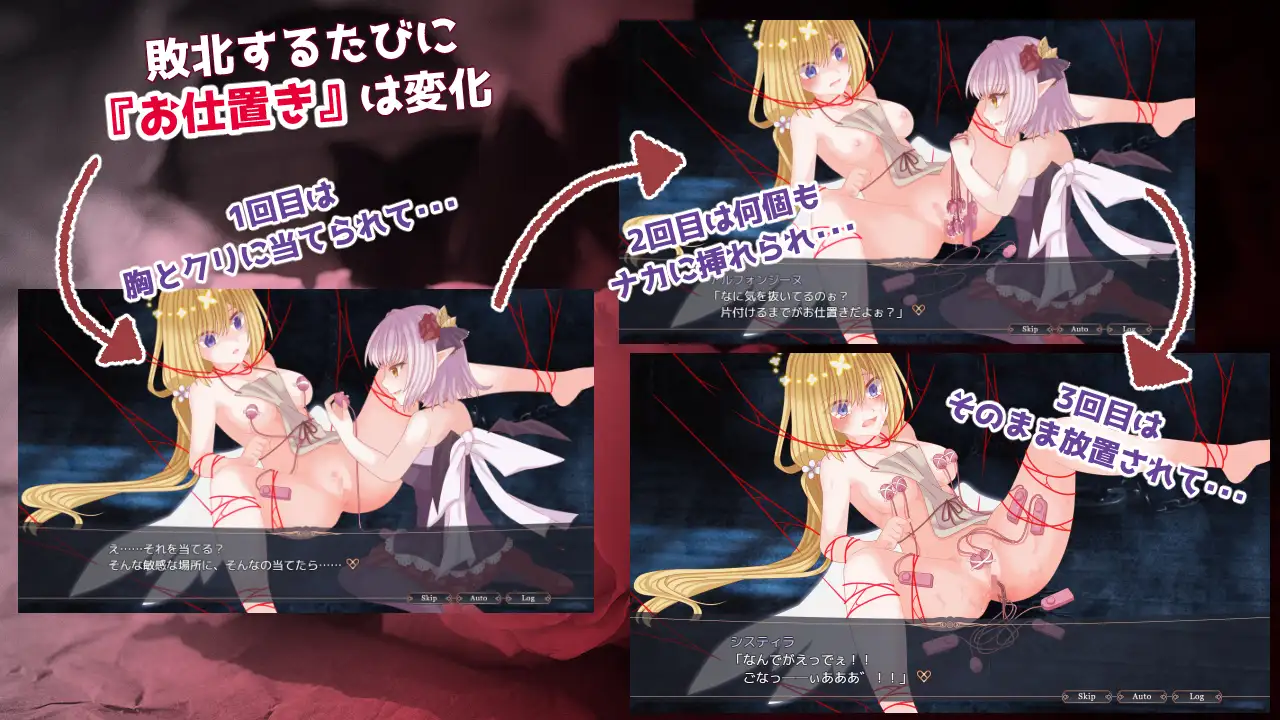 敗北するたびに
『お仕置き』は変化
1回目は
胸とクリに当てられて･･･
2回目は何個も
ナカに挿れられ･･･
ルフォンジーヌ
「なに気を抜いてるのぉ？
片付けるまでがお仕置きだよぉ？」♡
Skip Auto Log
え……それを当てる？
そんな敏感な場所に、そんなの当てたら……♡
Skip Auto Log
3回目は
そのまま放置されて･･･
システィラ
「なんでがえっでぇ！！
ごなっ――ぃあああ゛！！」♡
Skip Auto Log